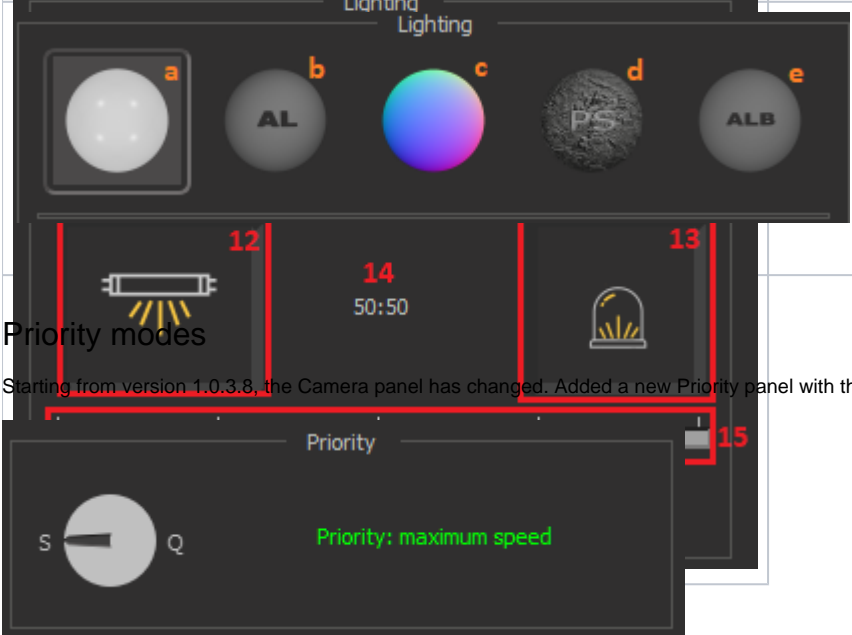 Lighting
Lighting
a
b
c
d
e
AL
PS
ALB
12
13
14
50:50
Priority modes
Starting from version 1.0.3.8, the Camera panel has changed. Added a new Priority panel with
15
Priority
S
Q
Priority: maximum speed